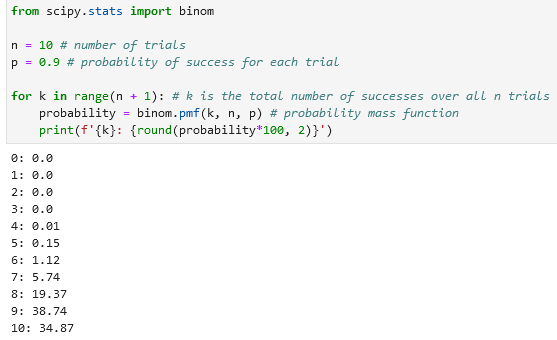 from scipy.stats import binom
n = 10 # number of trials
p = 0.9 # probability of success for each trial
for k in range(n + 1): # k is the total number of successes over all n trials
    probability = binom.pmf(k, n, p) # probability mass function
    print(f'{k}: {round(probability*100, 2)}')
0: 0.0
1: 0.0
2: 0.0
3: 0.0
4: 0.01
5: 0.15
6: 1.12
7: 5.74
8: 19.37
9: 38.74
10: 34.87